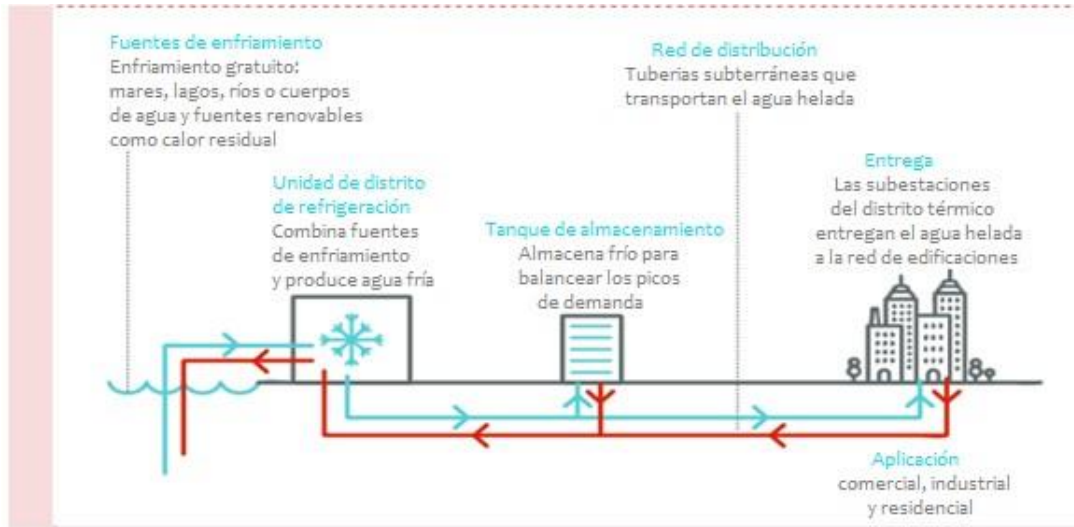 Fuentes de enfriamiento
Enfriamiento gratuito:
mares, lagos, ríos o cuerpos
de agua y fuentes renovables
como calor residual
Unidad de distrito
de refrigeración
Combina fuentes
de enfriamiento
y produce agua fría
Tanque de almacenamiento
Almacena frío para
balancear los picos
de demanda
Red de distribución
Tuberias subterráneas que
transportan el agua helada
Entrega
Las subestaciones
del distrito térmico
entregan el agua helada
a la red de edificaciones
Aplicación
comercial, industrial
y residencial